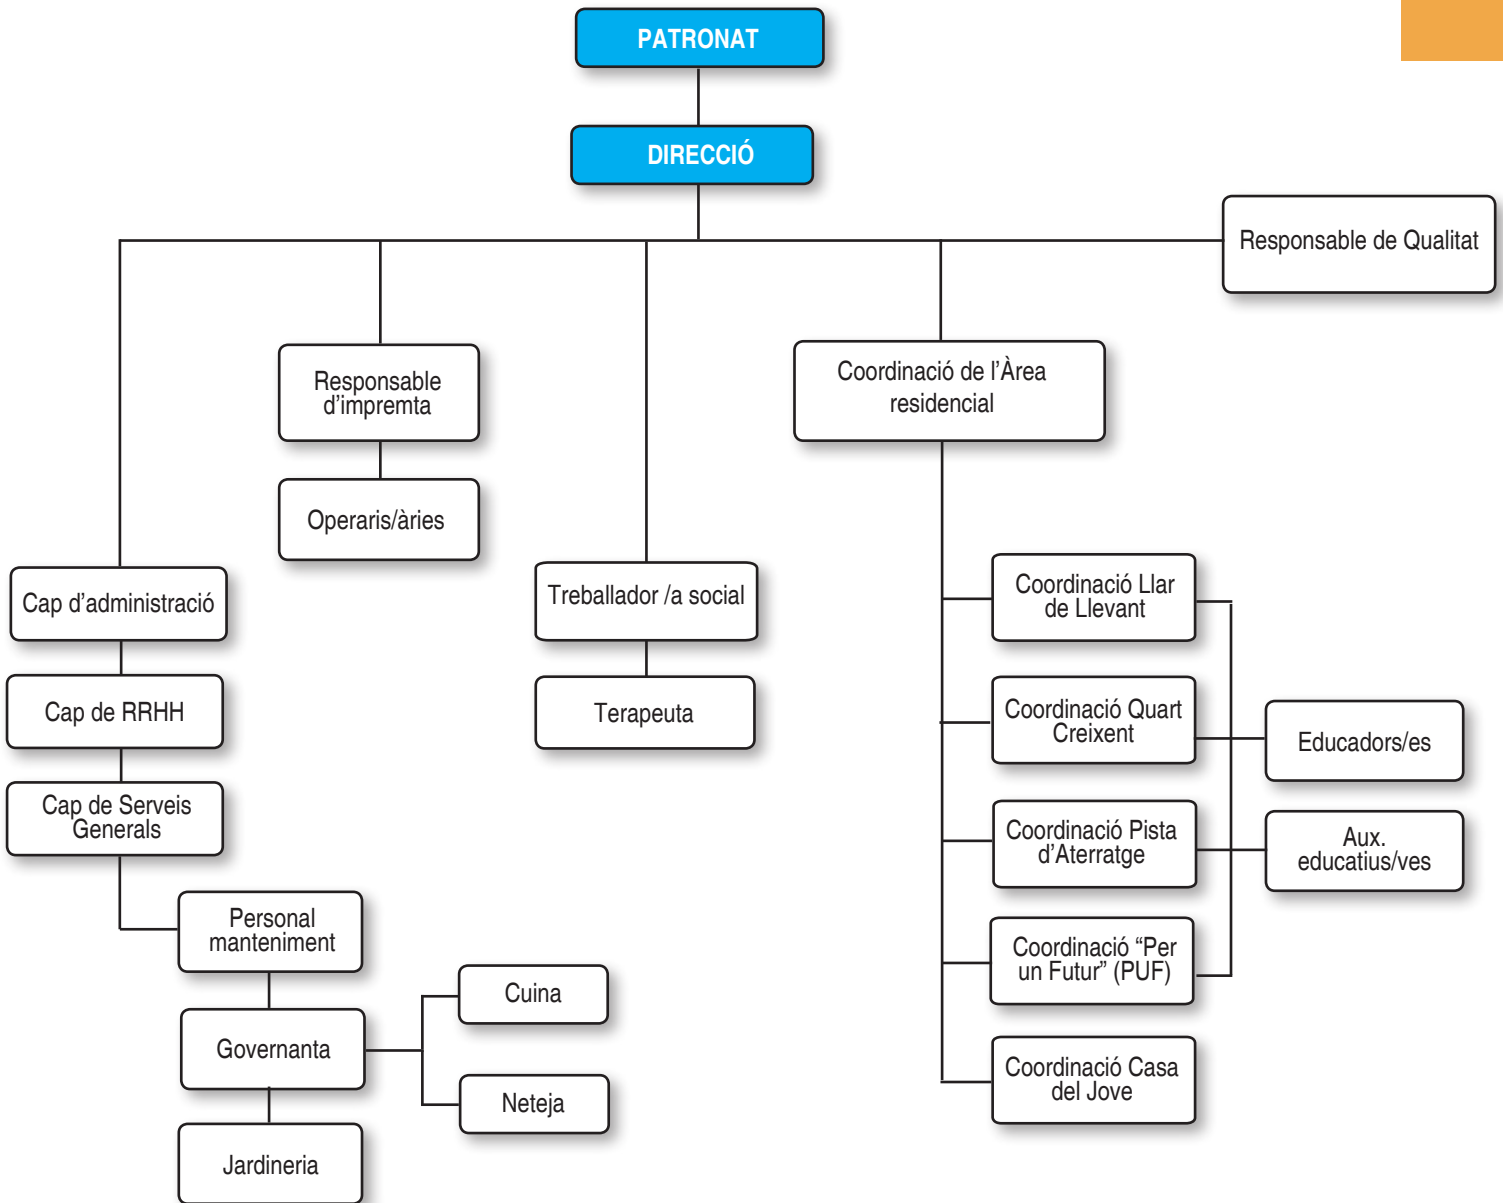 PATRONAT
DIRECCIÓ
Responsable de Qualitat
Responsable
d’impremta
Coordinació de l’Àrea
residencial
Operaris/àries
Cap d’administració
Treballador /a social
Coordinació Llar
de Llevant
Cap de RRHH
Terapeuta
Coordinació Quart
Creixent
Educadors/es
Cap de Serveis
Generals
Coordinació Pista
d’Aterratge
Aux.
educatius/ves
Personal
manteniment
Coordinació “Per
un Futur” (PUF)
Cuina
Governanta
Coordinació Casa
del Jove
Neteja
Jardineria